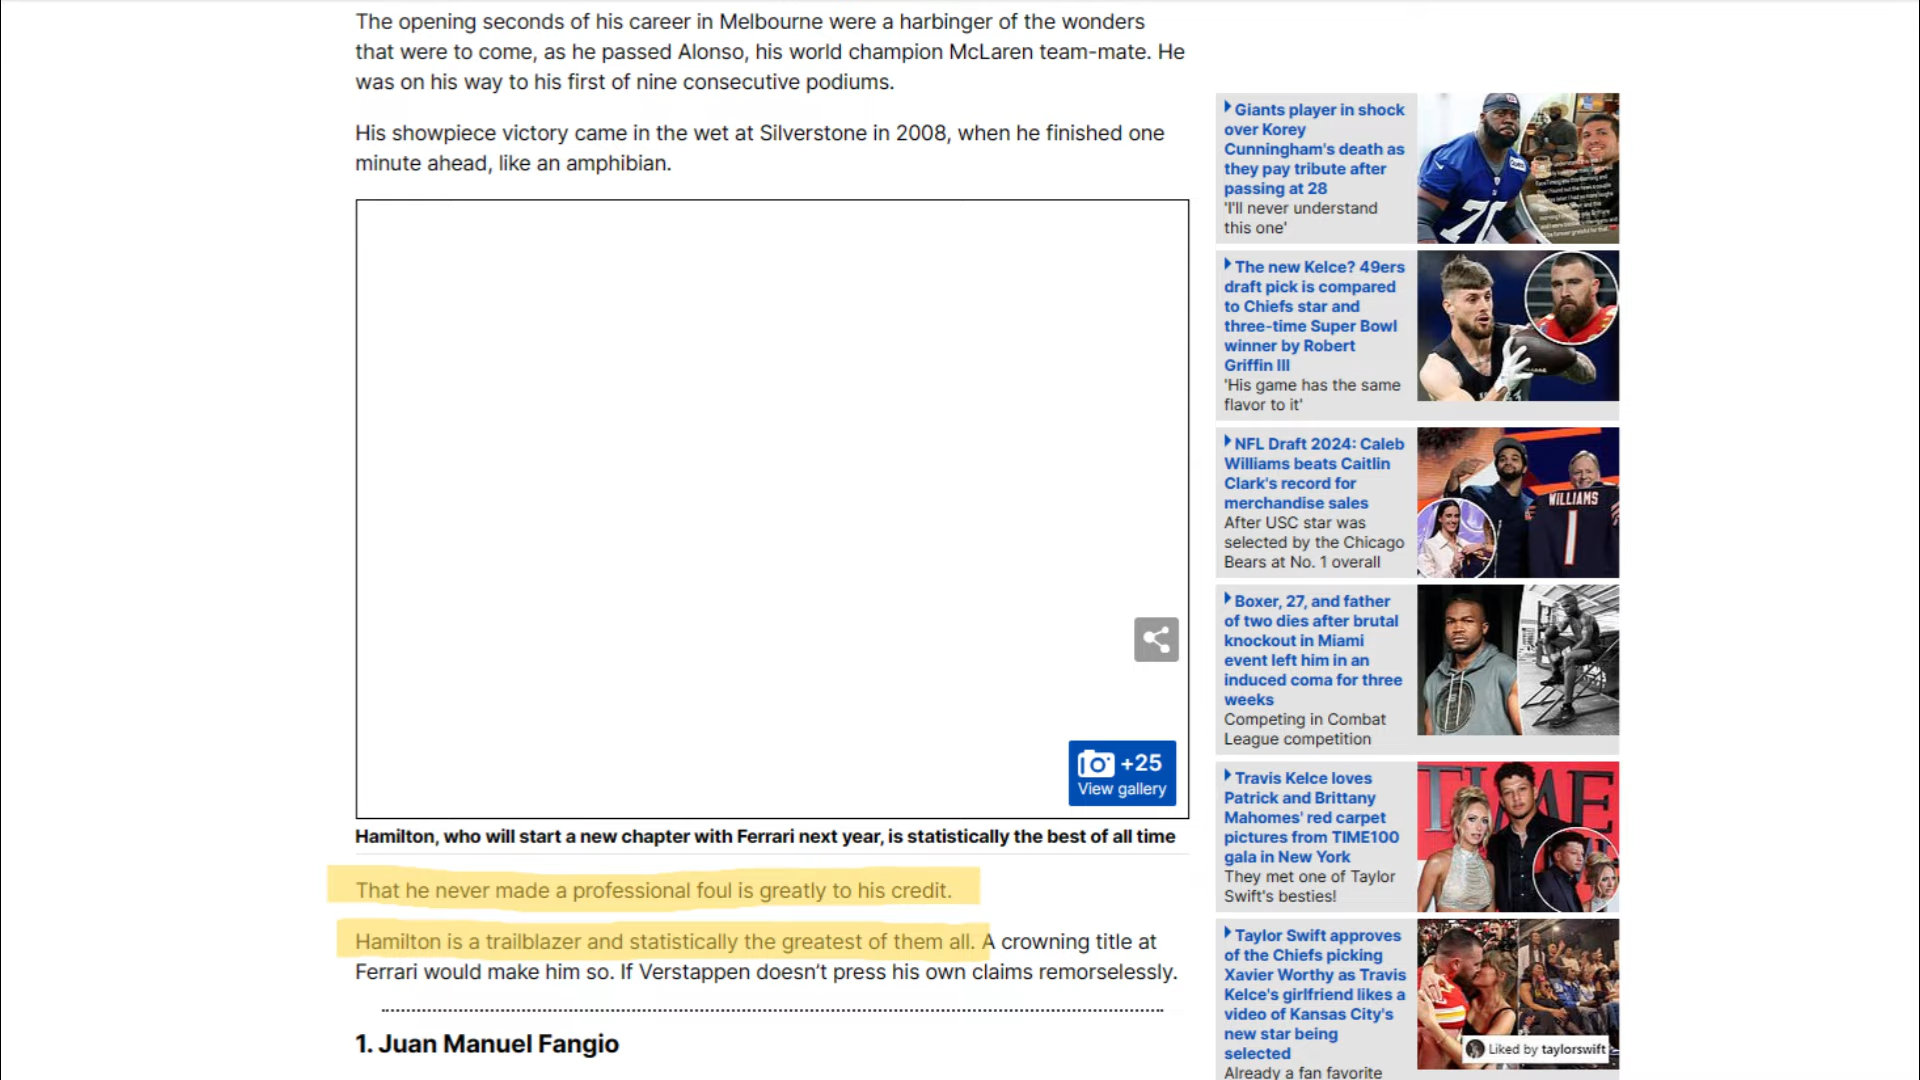 The opening seconds of his career in Melbourne were a harbinger of the wonders
that were to come, as he passed Alonso, his world champion McLaren team-mate. He
was on his way to his first of nine consecutive podiums.
His showpiece victory came in the wet at Silverstone in 2008, when he finished one
minute ahead, like an amphibian.
+25
View gallery
Hamilton, who will start a new chapter with Ferrari next year, is statistically the best of all time
That he never made a professional foul is greatly to his credit.
Hamilton is a trailblazer and statistically the greatest of them all. A crowning title at
Ferrari would make him so. If Verstappen doesn't press his own claims remorselessly.
1. Juan Manuel Fangio
Giants player in shock
over Korey
Cunningham's death as
they pay tribute after
passing at 28
'I'll never understand
this one'
The new Kelce? 49ers
draft pick is compared
to Chiefs star and
three-time Super Bowl
winner by Robert
Griffin III
'His game has the same
flavor to it'
NFL Draft 2024: Caleb
Williams beats Caitlin
Clark's record for
merchandise sales
After USC star was
selected by the Chicago
Bears at No. 1 overall
WILLIAMS
1
Boxer, 27, and father
of two dies after brutal
knockout in Miami
event left him in an
induced coma for three
weeks
Competing in Combat
League competition
Travis Kelce loves
Patrick and Brittany
Mahomes' red carpet
pictures from TIME100
gala in New York
They met one of Taylor
Swift's besties!
TIME
Taylor Swift approves
of the Chiefs picking
Xavier Worthy as Travis
Kelce's girlfriend likes a
video of Kansas City's
new star being
selected
Already a fan favorite
Liked by taylorswift